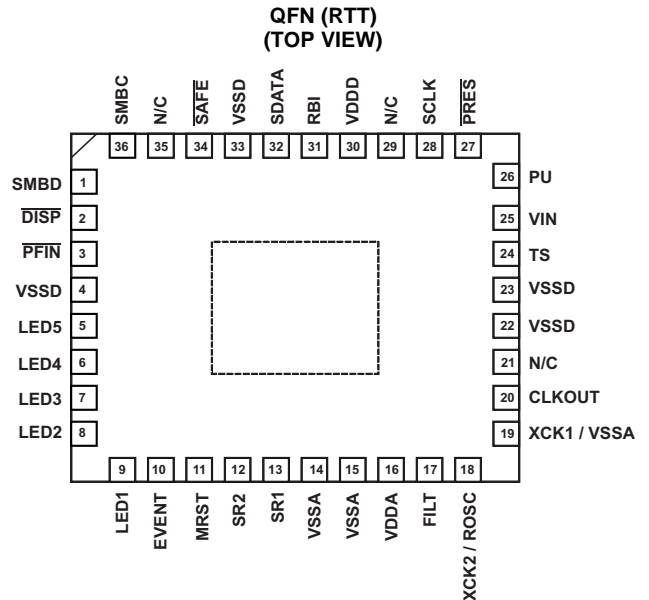 QFN (RTT)
(TOP VIEW)
SMBC
N/C
SAFE
VSSD
SDATA
RBI
VDDD
N/C
SCLK
PRES
36 35 34 33 32 31 30 29 28 27
SMBD 1
DISP 2
PFIN 3
VSSD 4
LED5 5
LED4 6
LED3 7
LED2 8
26 PU
25 VIN
24 TS
23 VSSD
22 VSSD
21 N/C
20 CLKOUT
19 XCK1 / VSSA
9 10 11 12 13 14 15 16 17 18
LED1
EVENT
MRST
SR2
SR1
VSSA
VSSA
VDDA
FILT
XCK2 / ROSC